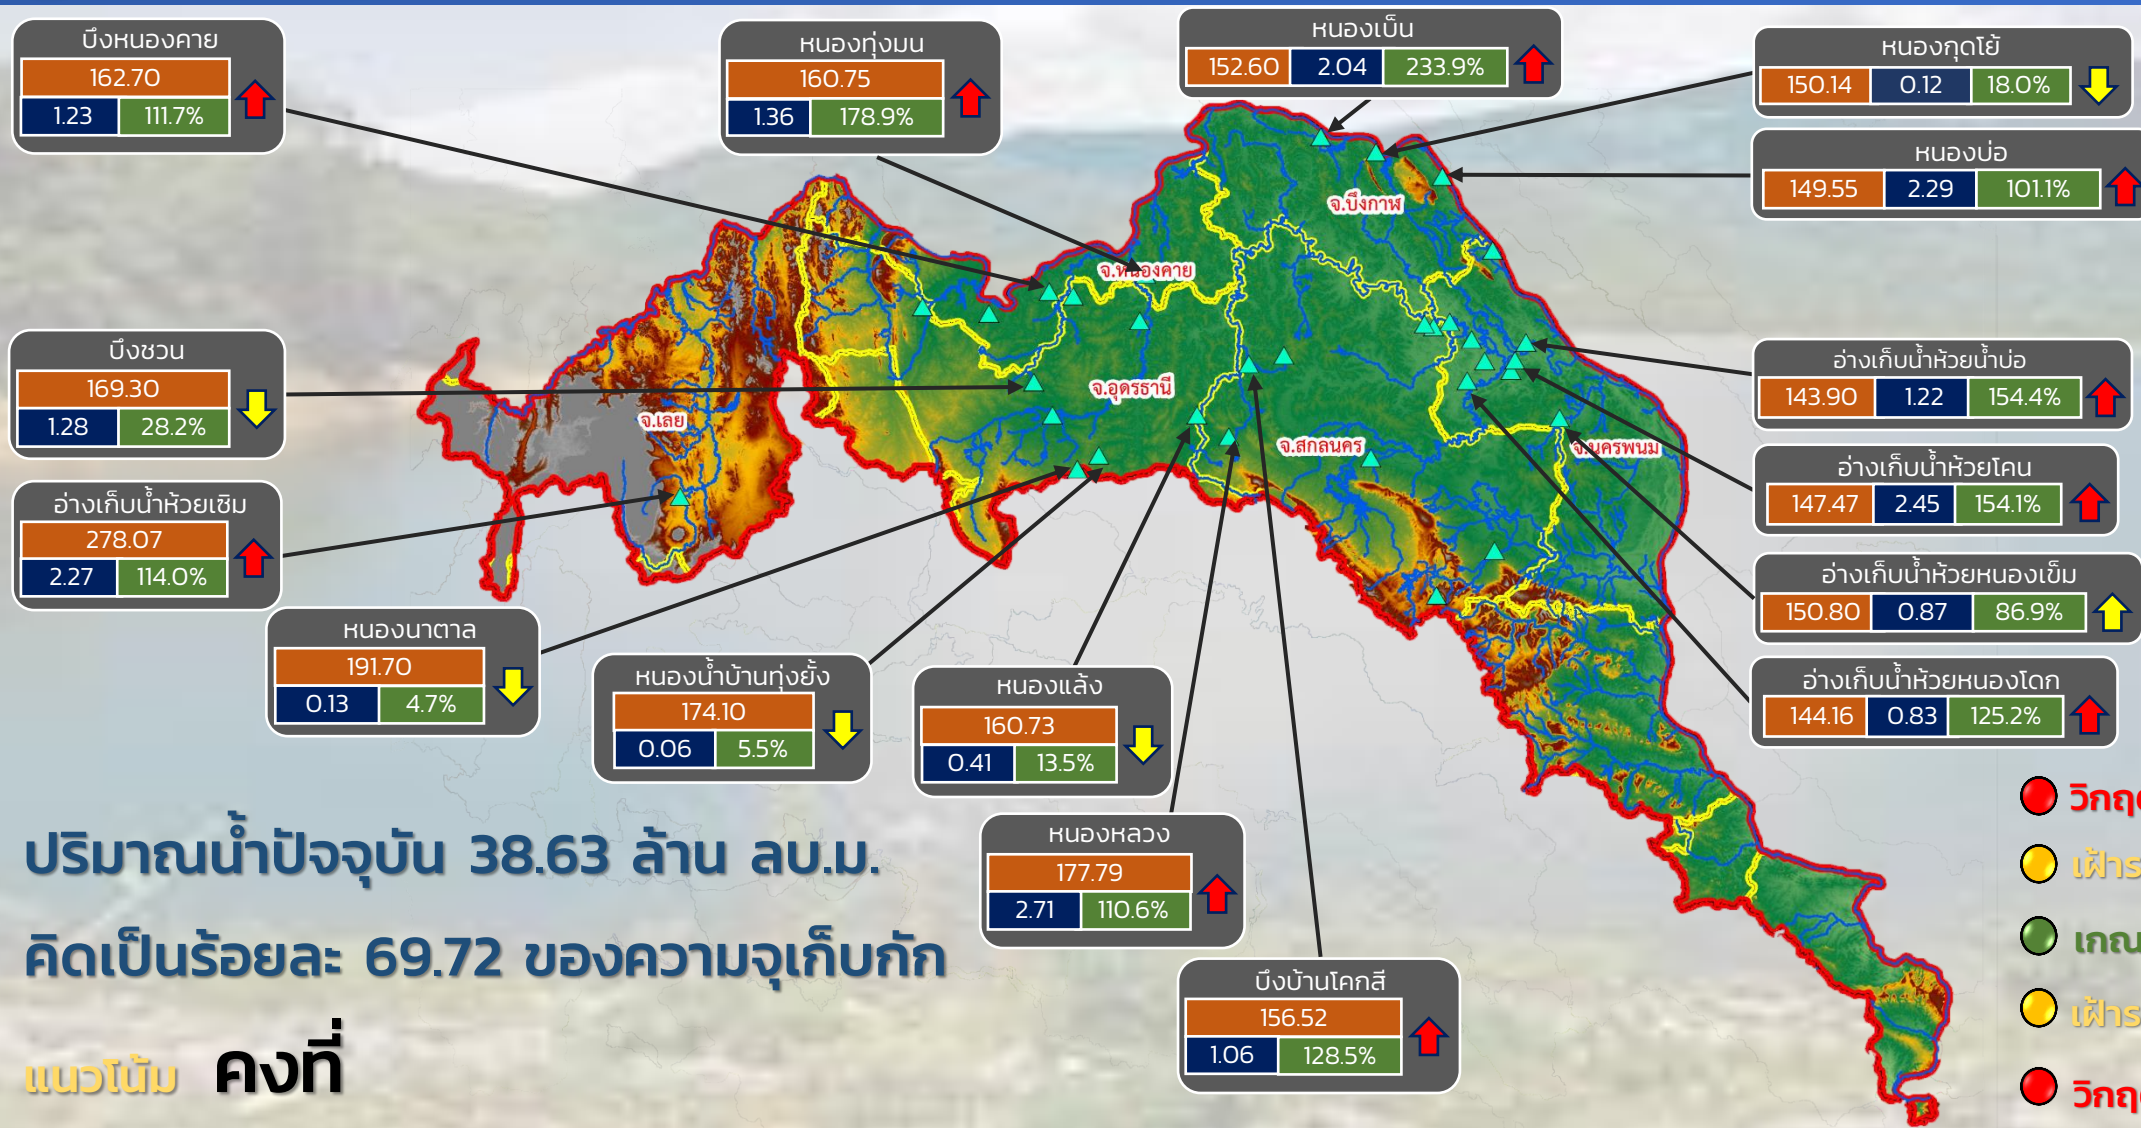 บึงหนองคาย
162.70
1.23 111.7%
หนองทุ่งมน
160.75
1.36 178.9%
หนองเบ็น
152.60 2.04 233.9%
หนองกุดโย้
150.14 0.12 18.0%
หนองบ่อ
149.55 2.29 101.1%
จ.บึงกาฬ
จ.หนองคาย
บึงชวน
169.30
1.28 28.2%
จ.อุดรธานี
จ.เลย
จ.สกลนคร
จ.นครพนม
อ่างเก็บน้ำห้วยน้ำบ่อ
143.90 1.22 154.4%
อ่างเก็บน้ำห้วยโคน
147.47 2.45 154.1%
อ่างเก็บน้ำห้วยเซิม
278.07
2.27 114.0%
อ่างเก็บน้ำห้วยหนองเข็ม
150.80 0.87 86.9%
หนองนาตาล
191.70
0.13 4.7%
หนองน้ำบ้านทุ่งยั้ง
174.10
0.06 5.5%
หนองแล้ง
160.73
0.41 13.5%
อ่างเก็บน้ำห้วยหนองโดก
144.16 0.83 125.2%
หนองหลวง
177.79
2.71 110.6%
บึงบ้านโคกสี
156.52
1.06 128.5%
ปริมาณน้ำปัจจุบัน 38.63 ล้าน ลบ.ม.
คิดเป็นร้อยละ 69.72 ของความจุเก็บกัก
แนวโน้ม คงที่